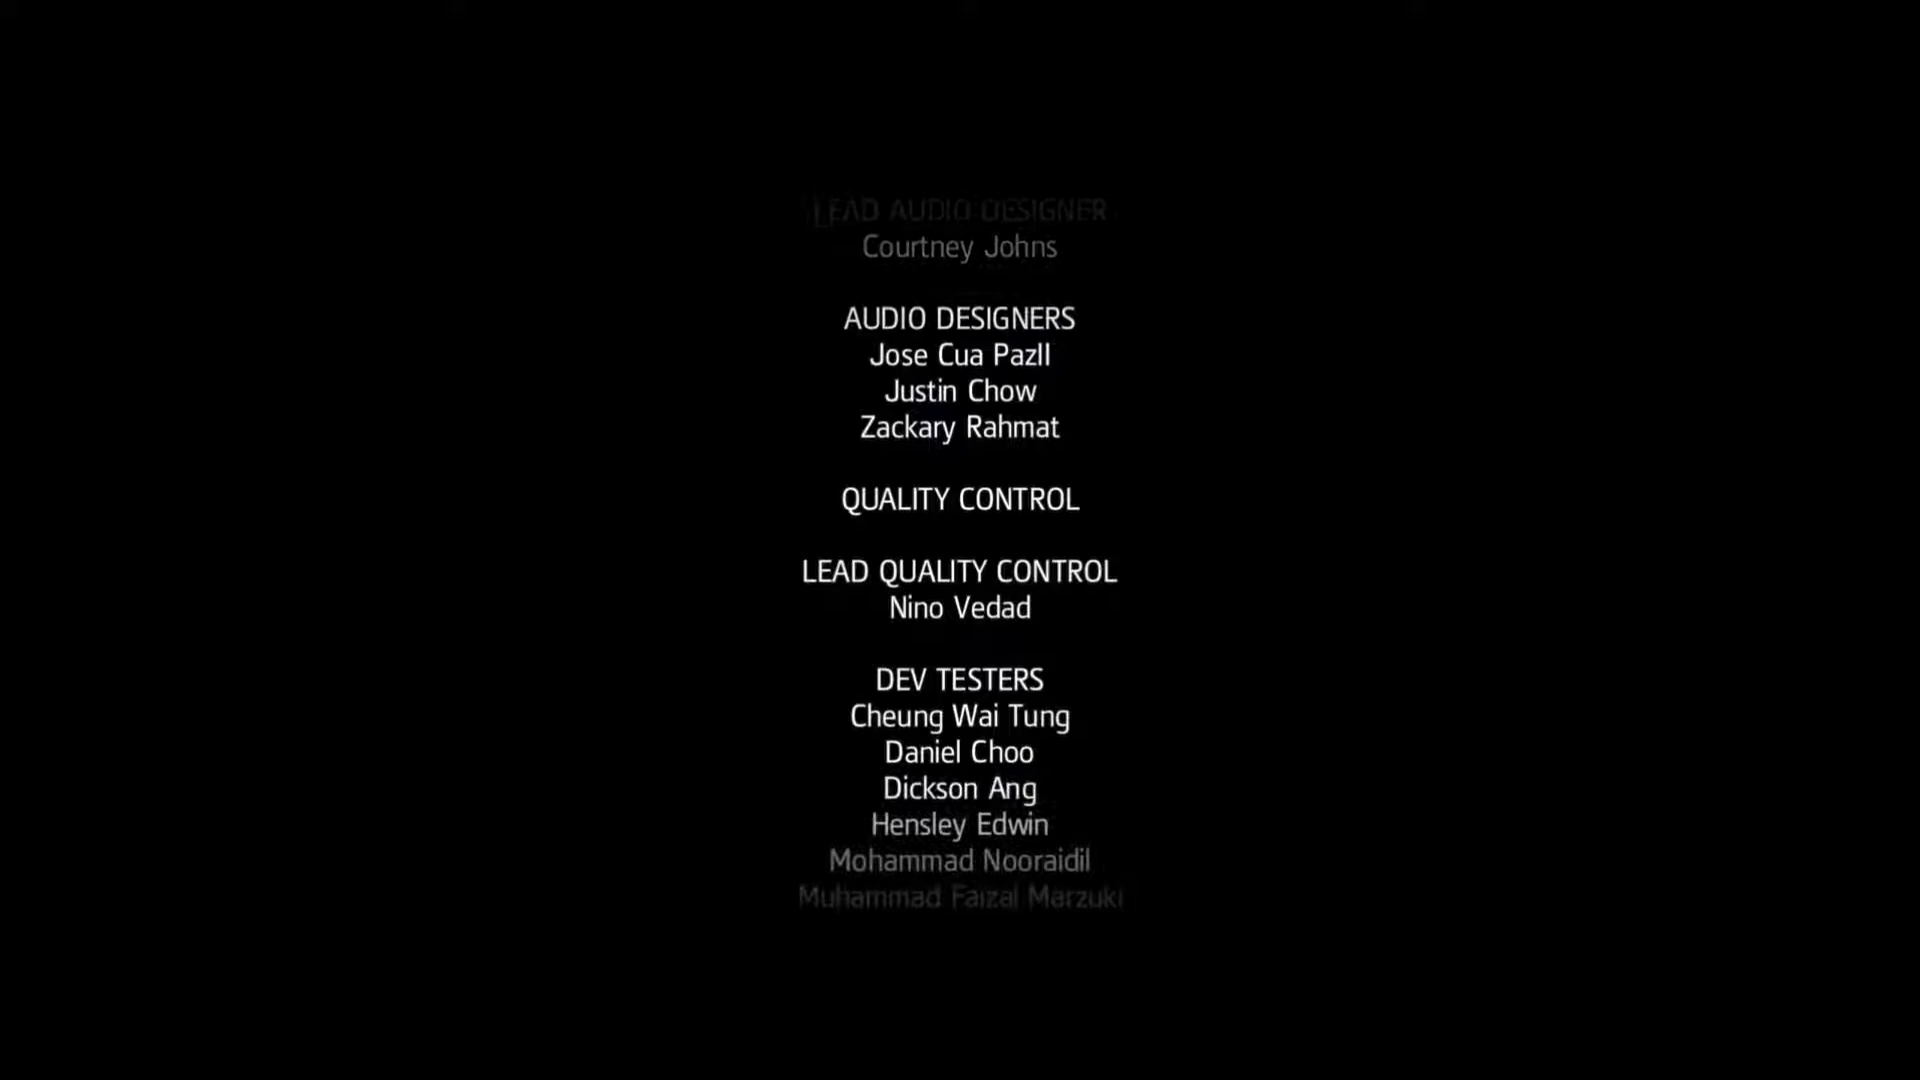 LEAD AUDIO DESIGNER
Courtney Johns
AUDIO DESIGNERS
Jose Cua PazII
Justin Chow
Zackary Rahmat
QUALITY CONTROL
LEAD QUALITY CONTROL
Nino Vedad
DEV TESTERS
Cheung Wai Tung
Daniel Choo
Dickson Ang
Hensley Edwin
Mohammad Nooraidil
Muhammad Faizal Marzuki